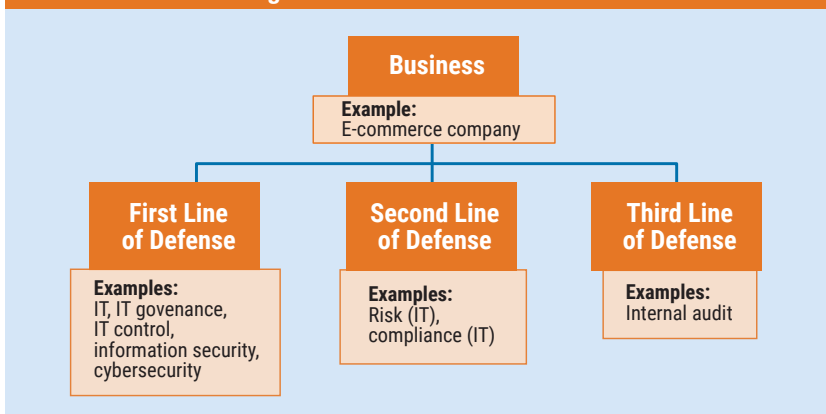 Business
Example:
E-commerce company
First Line
of Defense
Examples:
IT, IT govenance,
IT control,
information security,
cybersecurity
Second Line
of Defense
Examples:
Risk (IT),
compliance (IT)
Third Line
of Defense
Examples:
Internal audit